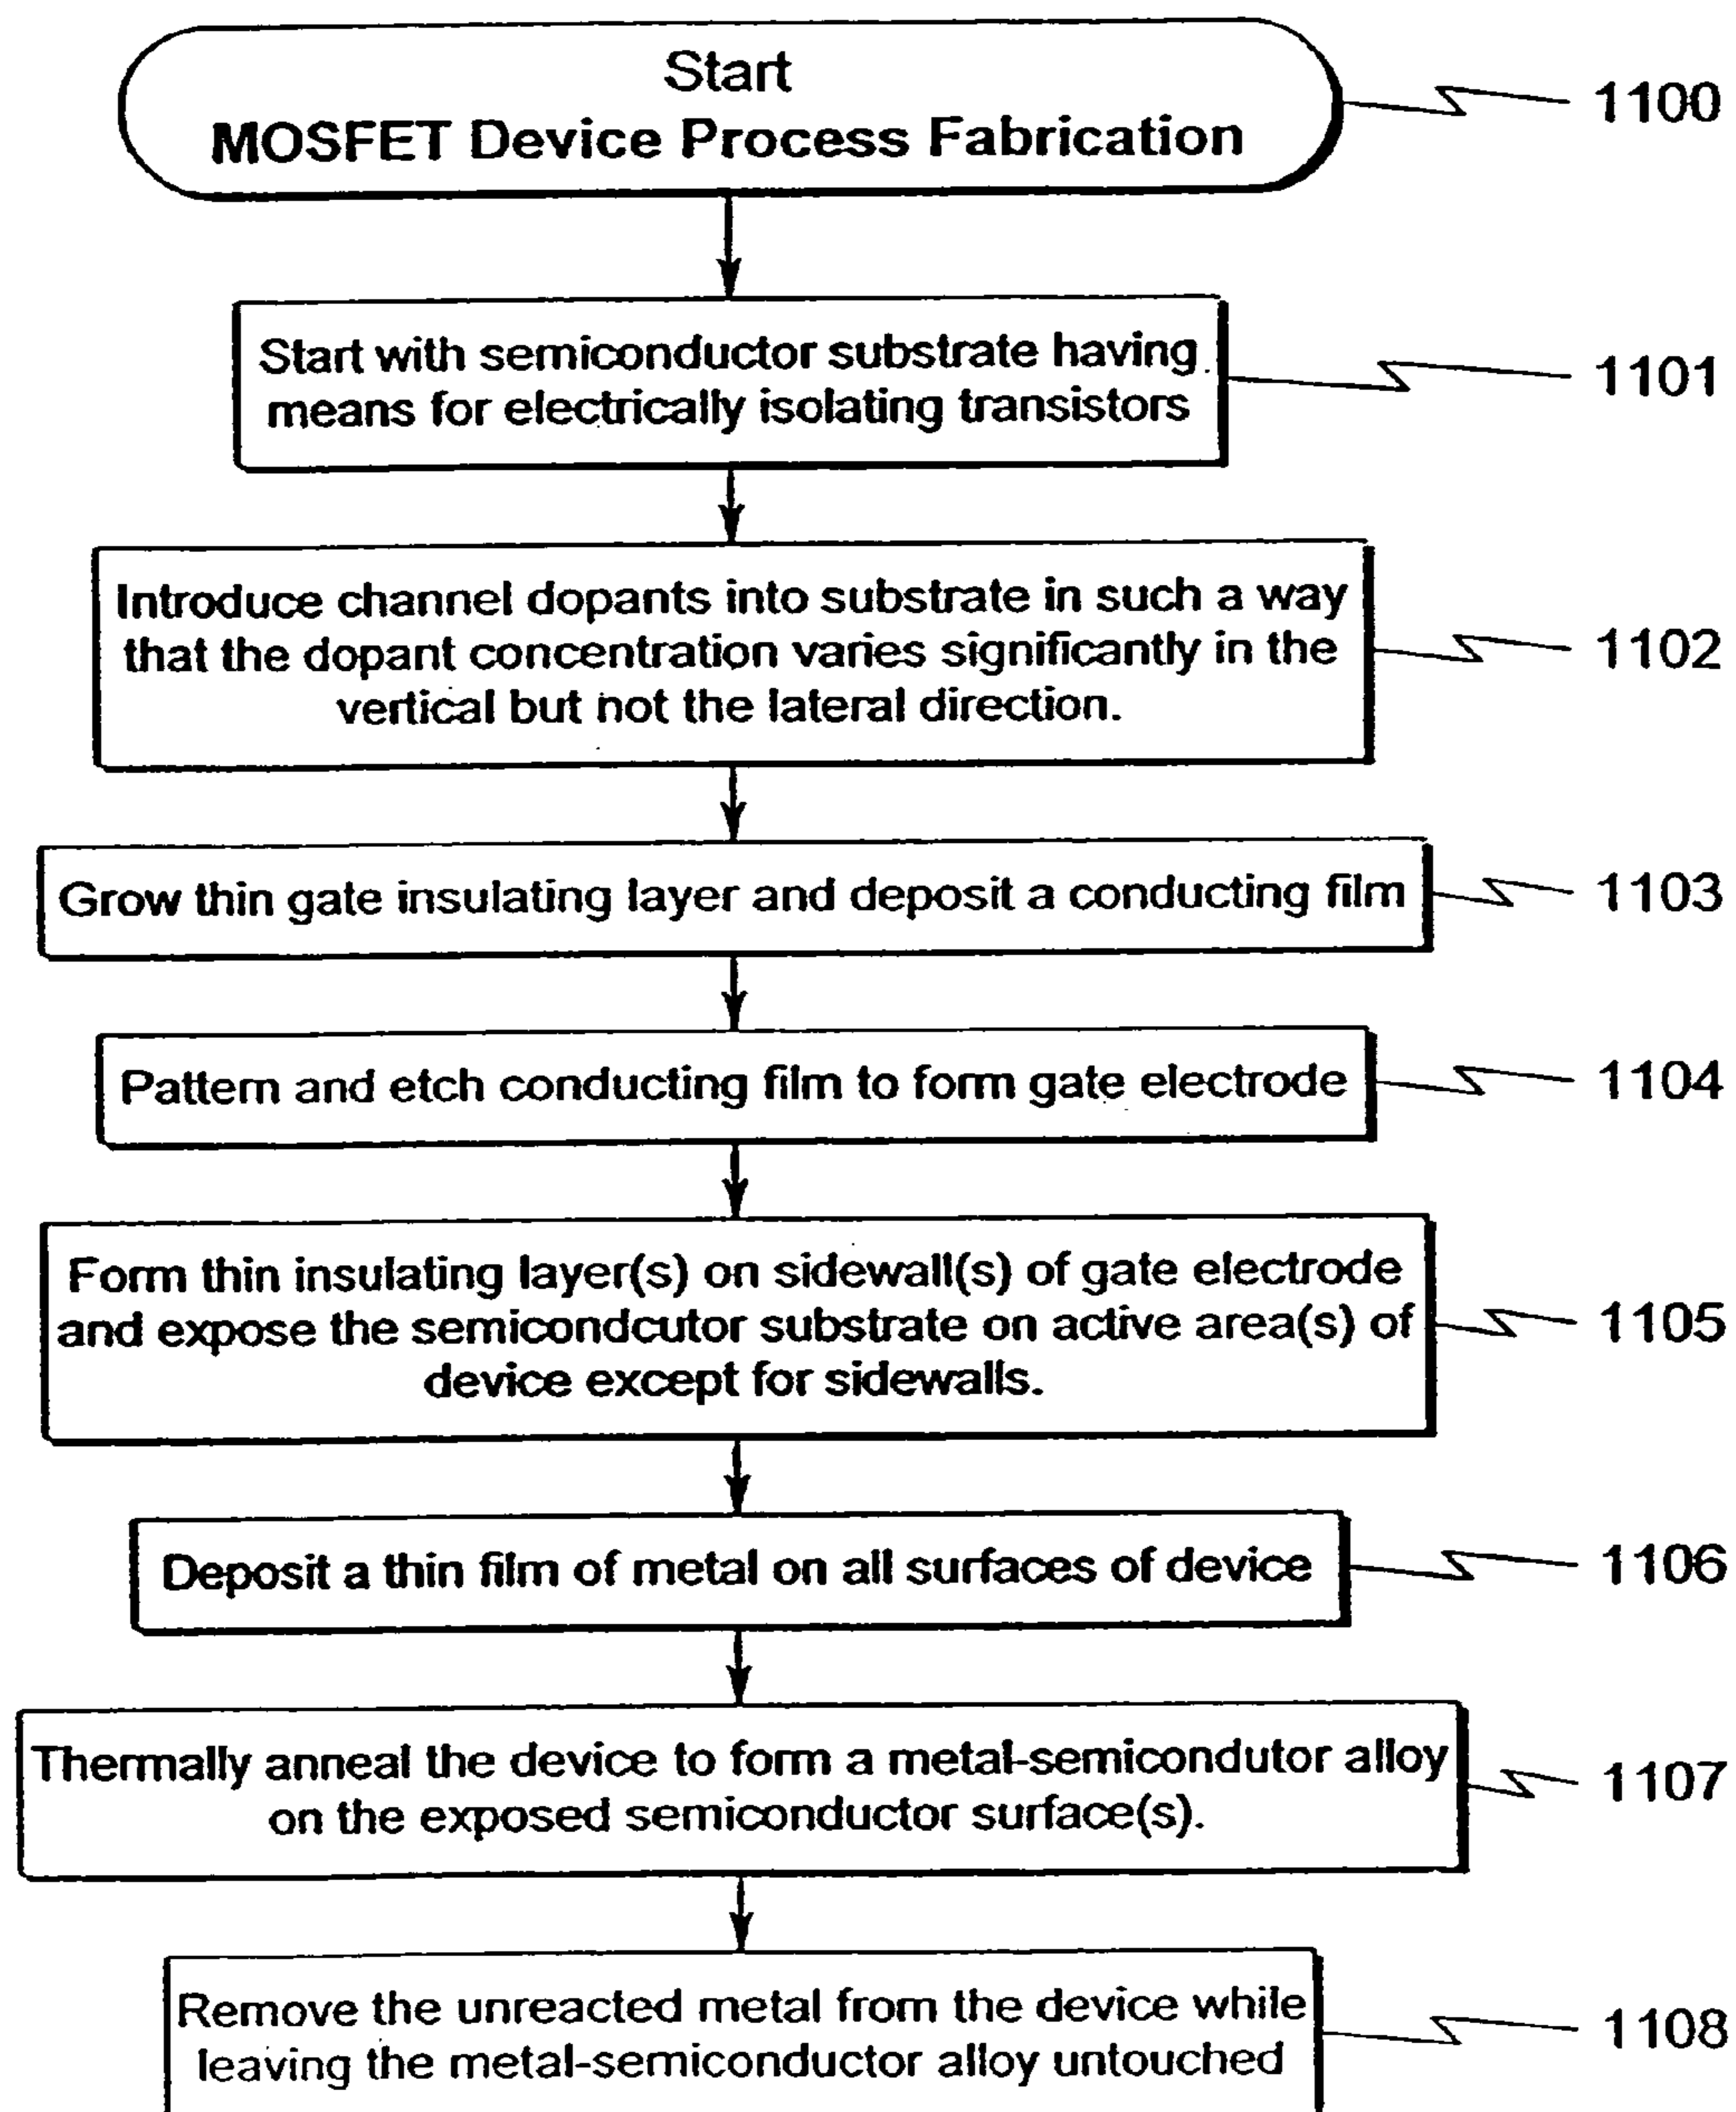 Start
MOSFET Device Process Fabrication
1100
Start with semiconductor substrate having
means for electrically isolating transistors
1101
Introduce channel dopants into substrate in such a way
that the dopant concentration varies significantly in the
vertical but not the lateral direction.
1102
Grow thin gate insulating layer and deposit a conducting film
1103
Pattern and etch conducting film to form gate electrode
1104
Form thin insulating layer(s) on sidewall(s) of gate electrode
and expose the semicondcutor substrate on active area(s) of
device except for sidewalls.
1105
Deposit a thin film of metal on all surfaces of device
1106
Thermally anneal the device to form a metal-semicondutor alloy
on the exposed semiconductor surface(s).
1107
Remove the unreacted metal from the device while
leaving the metal-semiconductor alloy untouched
1108